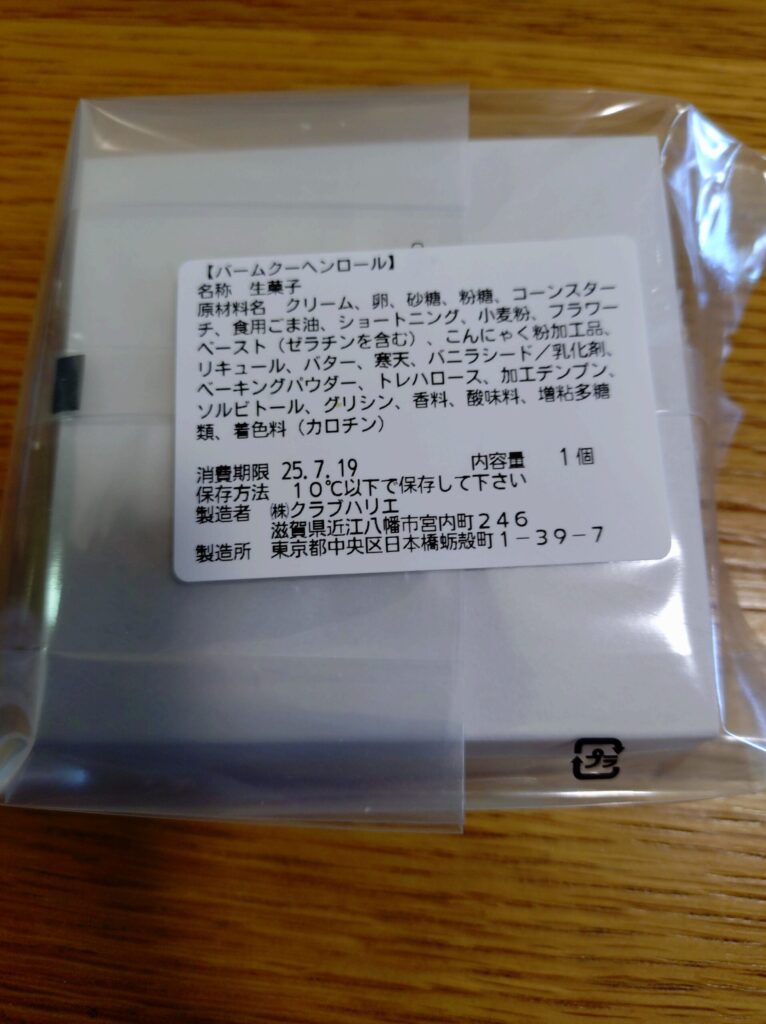 【バームクーヘンロール】
名称 生菓子
原材料名 クリーム、卵、砂糖、粉糖、コーンスター
チ、食用ごま油、ショートニング、小麦粉、フラワー
ペースト（ゼラチンを含む）、こんにゃく粉加工品、
リキュール、バター、寒天、バニラシード／乳化剤、
ベーキングパウダー、トレハロース、加工デンプン、
ソルビトール、グリシン、香料、酸味料、増粘多糖
類、着色料（カロチン）
消費期限 25.7.19 内容量 1個
保存方法 10℃以下で保存して下さい
製造者 ㈱クラブハリエ
滋賀県近江八幡市宮内町246
製造所 東京都中央区日本橋蛎殻町1－39－7
プラ